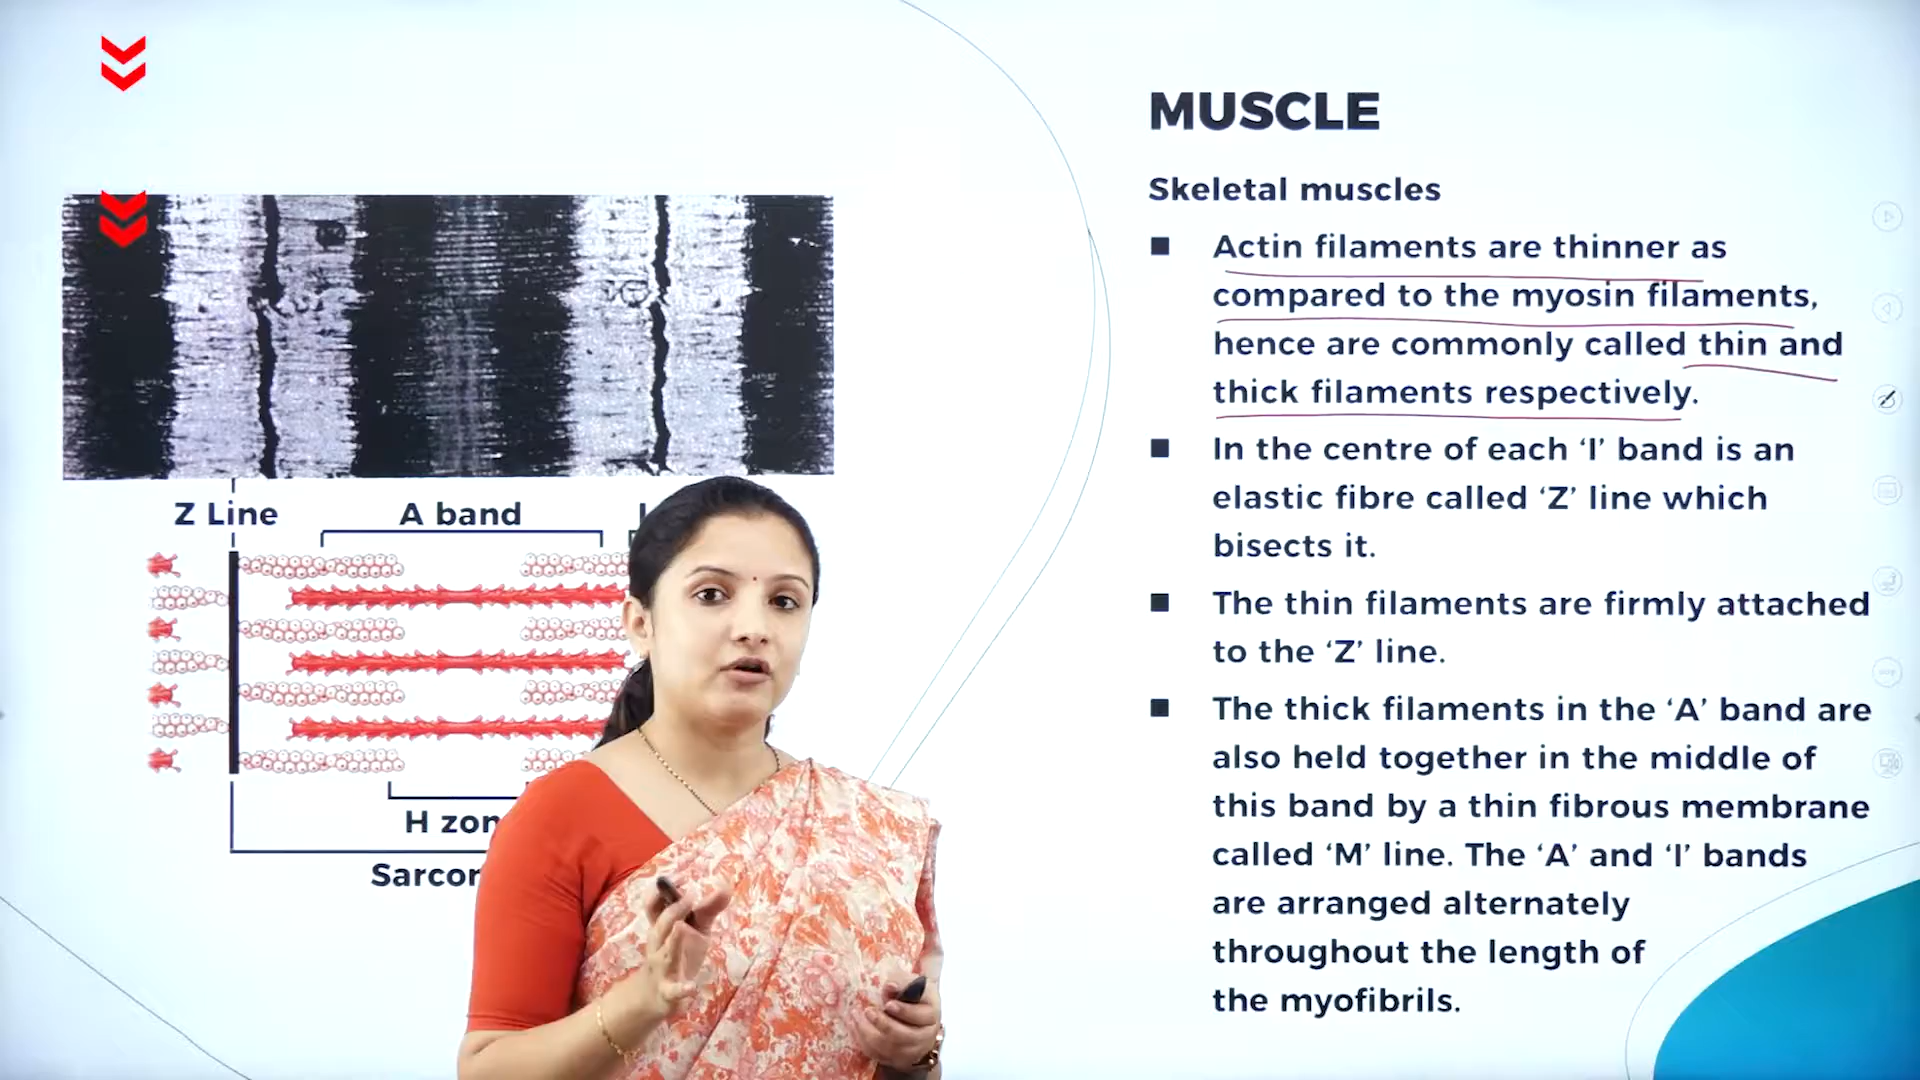 MUSCLE
Skeletal muscles
Actin filaments are thinner as
compared to the myosin filaments,
hence are commonly called thin and
thick filaments respectively.
In the centre of each ‘I’ band is an
elastic fibre called ‘Z’ line which
bisects it.
The thin filaments are firmly attached
to the ‘Z’ line.
The thick filaments in the ‘A’ band are
also held together in the middle of
this band by a thin fibrous membrane
called ‘M’ line. The ‘A’ and ‘I’ bands
are arranged alternately
throughout the length of
the myofibrils.
Z Line
A band
H zon
Sarcor